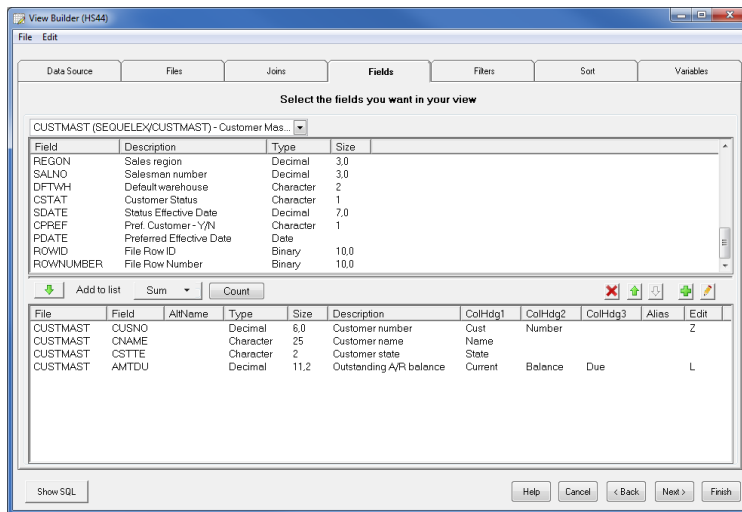 View Builder (HS44)
File Edit
Data Source Files Joins Fields Filters Sort Variables
Select the fields you want in your view
CUSTMAST (SEQUELEX/CUSTMAST) - Customer Mas...
Field Description Type Size
REGON Sales region Decimal 3,0
SALNO Salesman number Decimal 3,0
DFTWH Default warehouse Character 2
CSTAT Customer Status Character 1
SDATE Status Effective Date Decimal 7,0
CPREF Pref. Customer - Y/N Character 1
PDATE Preferred Effective Date Date
ROWID File Row ID Binary 10,0
ROWNUMBER File Row Number Binary 10,0
Add to list Sum Count
File Field AltName Type Size Description ColHdg1 ColHdg2 ColHdg3 Alias Edit
CUSTMAST CUSNO Decimal 6,0 Customer number Cust Number Z
CUSTMAST CNAME Character 25 Customer name Name
CUSTMAST CSTTE Character 2 Customer state State
CUSTMAST AMTDU Decimal 11,2 Outstanding A/R balance Current Balance Due L
Show SQL Help Cancel < Back Next > Finish